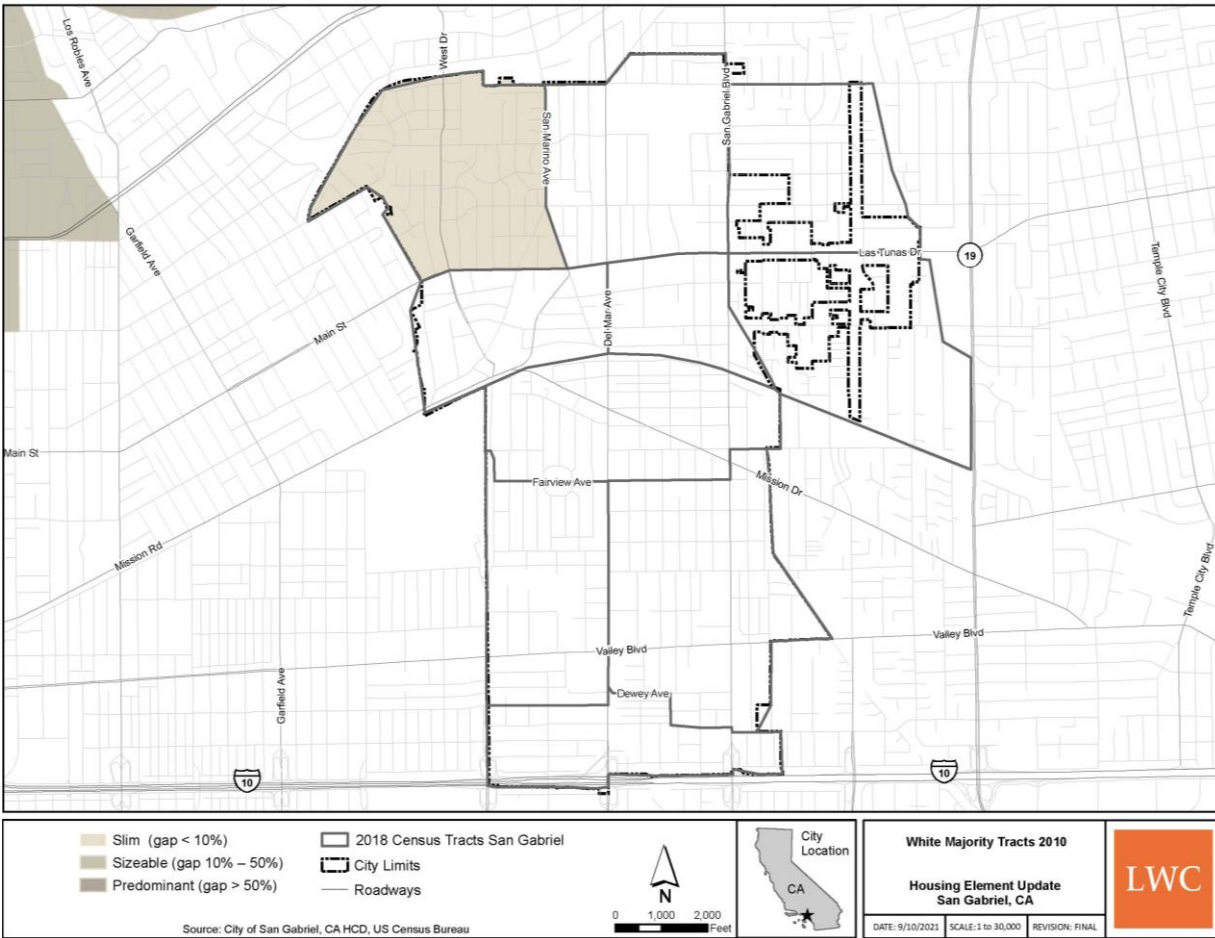 Los Robles Ave
West Dr
San Marino Ave
San Gabriel Blvd
Garfield Ave
Las Tunas Dr
19
Temple City Blvd
Main St
Del Mar Ave
Main St
Fairview Ave
Mission Dr
Mission Rd
Temple City Blvd
Valley Blvd
Valley Blvd
Garfield Ave
Dewey Ave
10
10
Slim (gap < 10%)
Sizeable (gap 10% – 50%)
Predominant (gap > 50%)
2018 Census Tracts San Gabriel
City Limits
Roadways
N
0 1,000 2,000
Feet
Source: City of San Gabriel, CA HCD, US Census Bureau
City
Location
CA
White Majority Tracts 2010
Housing Element Update
San Gabriel, CA
DATE: 9/10/2021 SCALE: 1 to 30,000 REVISION: FINAL
LWC